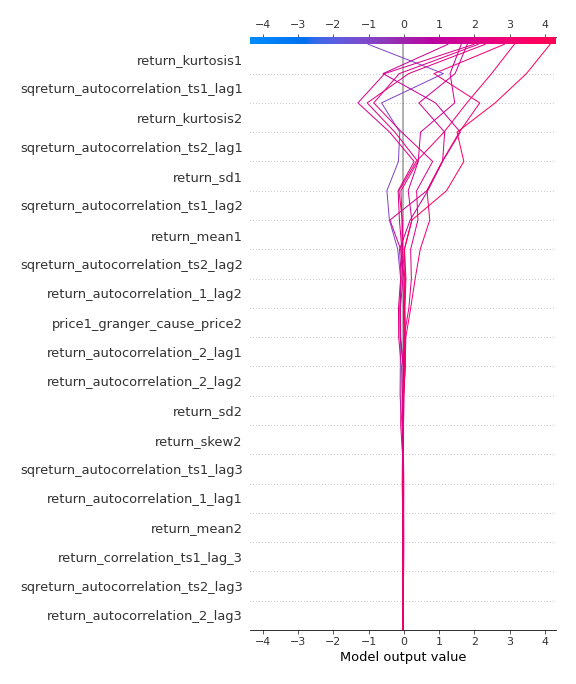 −4 −3 −2 −1 0 1 2 3 4
return_kurtosis1
sqreturn_autocorrelation_ts1_lag1
return_kurtosis2
sqreturn_autocorrelation_ts2_lag1
return_sd1
sqreturn_autocorrelation_ts1_lag2
return_mean1
sqreturn_autocorrelation_ts2_lag2
return_autocorrelation_1_lag2
price1_granger_cause_price2
return_autocorrelation_2_lag1
return_autocorrelation_2_lag2
return_sd2
return_skew2
sqreturn_autocorrelation_ts1_lag3
return_autocorrelation_1_lag1
return_mean2
return_correlation_ts1_lag_3
sqreturn_autocorrelation_ts2_lag3
return_autocorrelation_2_lag3
−4 −3 −2 −1 0 1 2 3 4
Model output value